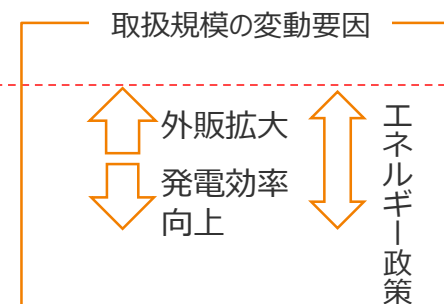 取扱規模の変動要因
外販拡大
発電効率
向上
エネルギー政策